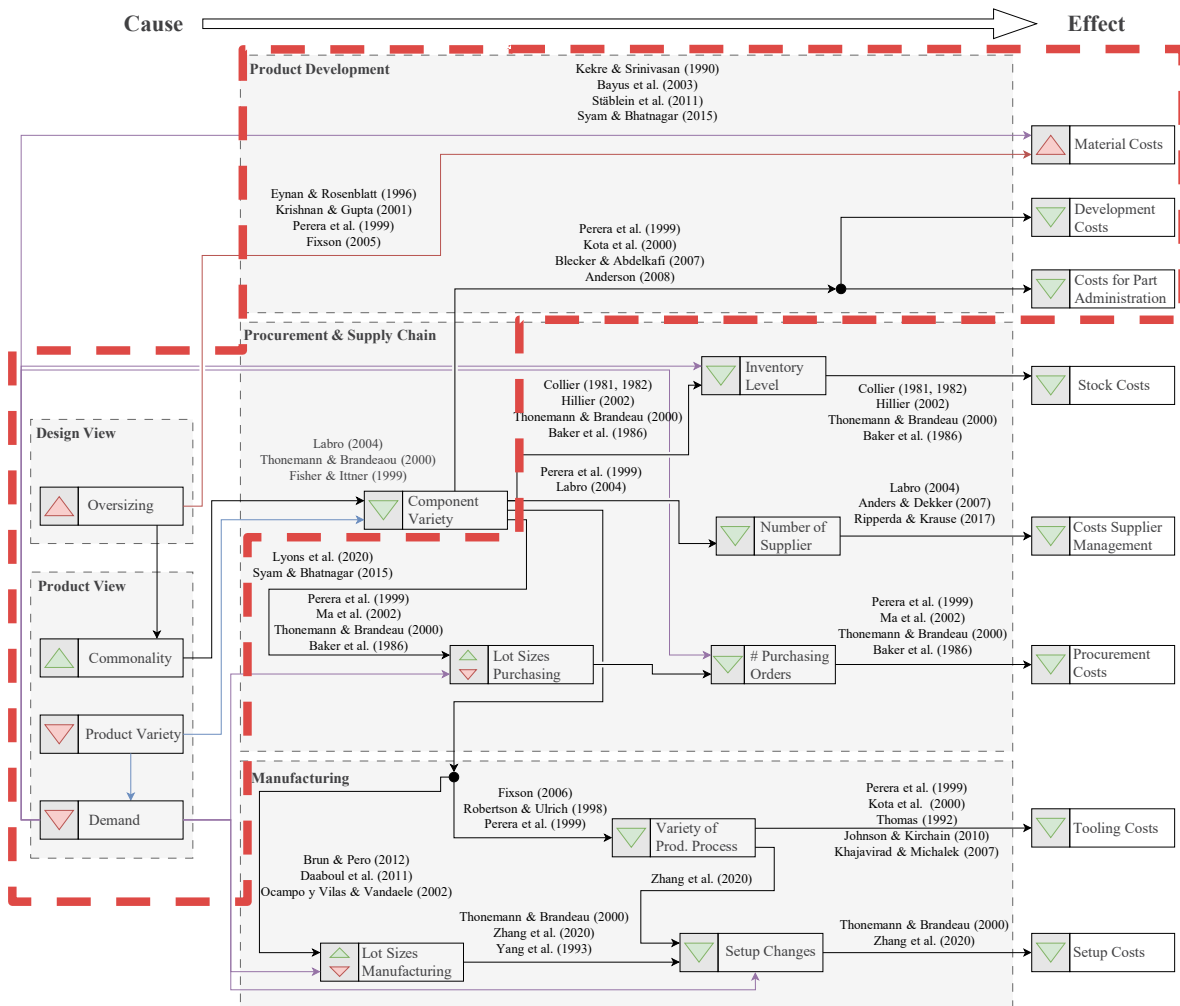 Cause
Effect
Product Development
Kekre & Srinivasan (1990)
Bayus et al. (2003)
Stäblein et al. (2011)
Syam & Bhatnagar (2015)
Material Costs
Eynan & Rosenblatt (1996)
Krishnan & Gupta (2001)
Perera et al. (1999)
Fixson (2005)
Perera et al. (1999)
Kota et al. (2000)
Blecker & Abdelkafi (2007)
Anderson (2008)
Development
Costs
Costs for Part
Administration
Procurement & Supply Chain
Inventory
Level
Collier (1981, 1982)
Hillier (2002)
Thonemann & Brandeau (2000)
Baker et al. (1986)
Collier (1981, 1982)
Hillier (2002)
Thonemann & Brandeau (2000)
Baker et al. (1986)
Stock Costs
Design View
Oversizing
Labro (2004)
Thonemann & Brandeaou (2000)
Fisher & Ittner (1999)
Component
Variety
Perera et al. (1999)
Labro (2004)
Number of
Supplier
Labro (2004)
Anders & Dekker (2007)
Ripperda & Krause (2017)
Costs Supplier
Management
Product View
Commonality
Product Variety
Demand
Lyons et al. (2020)
Syam & Bhatnagar (2015)
Perera et al. (1999)
Ma et al. (2002)
Thonemann & Brandeau (2000)
Baker et al. (1986)
Lot Sizes
Purchasing
# Purchasing
Orders
Perera et al. (1999)
Ma et al. (2002)
Thonemann & Brandeau (2000)
Baker et al. (1986)
Procurement
Costs
Manufacturing
Fixson (2006)
Robertson & Ulrich (1998)
Perera et al. (1999)
Variety of
Prod. Process
Perera et al. (1999)
Kota et al. (2000)
Thomas (1992)
Johnson & Kirchain (2010)
Khajavirad & Michalek (2007)
Tooling Costs
Brun & Pero (2012)
Daaboul et al. (2011)
Ocampo y Vilas & Vandaele (2002)
Zhang et al. (2020)
Lot Sizes
Manufacturing
Thonemann & Brandeau (2000)
Zhang et al. (2020)
Yang et al. (1993)
Setup Changes
Thonemann & Brandeau (2000)
Zhang et al. (2020)
Setup Costs